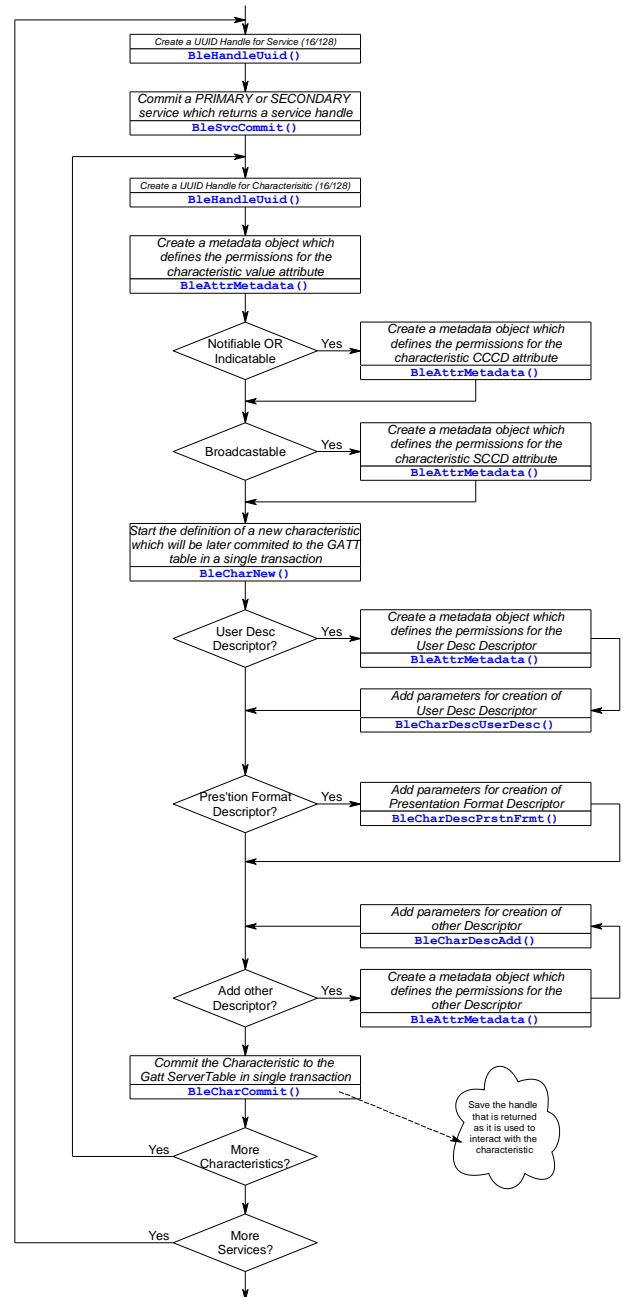 Create a UUID Handle for Service (16/128)
BleHandleUuid()
Commit a PRIMARY or SECONDARY
service which returns a service handle
BleSvcCommit()
Create a UUID Handle for Characterisitic (16/128)
BleHandleUuid()
Create a metadata object which
defines the permissions for the
characteristic value attribute
BleAttrMetadata()
Notifiable OR
Indicatable
Yes
Create a metadata object which
defines the permissions for the
characteristic CCCD attribute
BleAttrMetadata()
Broadcastable
Yes
Create a metadata object which
defines the permissions for the
characteristic SCCD attribute
BleAttrMetadata()
Start the definition of a new characteristic
which will be later commited to the GATT
table in a single transaction
BleCharNew()
User Desc
Descriptor?
Yes
Create a metadata object which
defines the permissions for the
User Desc Descriptor
BleAttrMetadata()
Add parameters for creation of
User Desc Descriptor
BleCharDescUserDesc()
Pres'tion Format
Descriptor?
Yes
Add parameters for creation of
Presentation Format Descriptor
BleCharDescPrstnFrmt()
Add parameters for creation of
other Descriptor
BleCharDescAdd()
Add other
Descriptor?
Yes
Create a metadata object which
defines the permissions for the
other Descriptor
BleAttrMetadata()
Commit the Characteristic to the
Gatt ServerTable in single transaction
BleCharCommit()
Save the handle
that is returned
as it is used to
interact with the
characteristic
Yes
More
Characteristics?
Yes
More
Services?